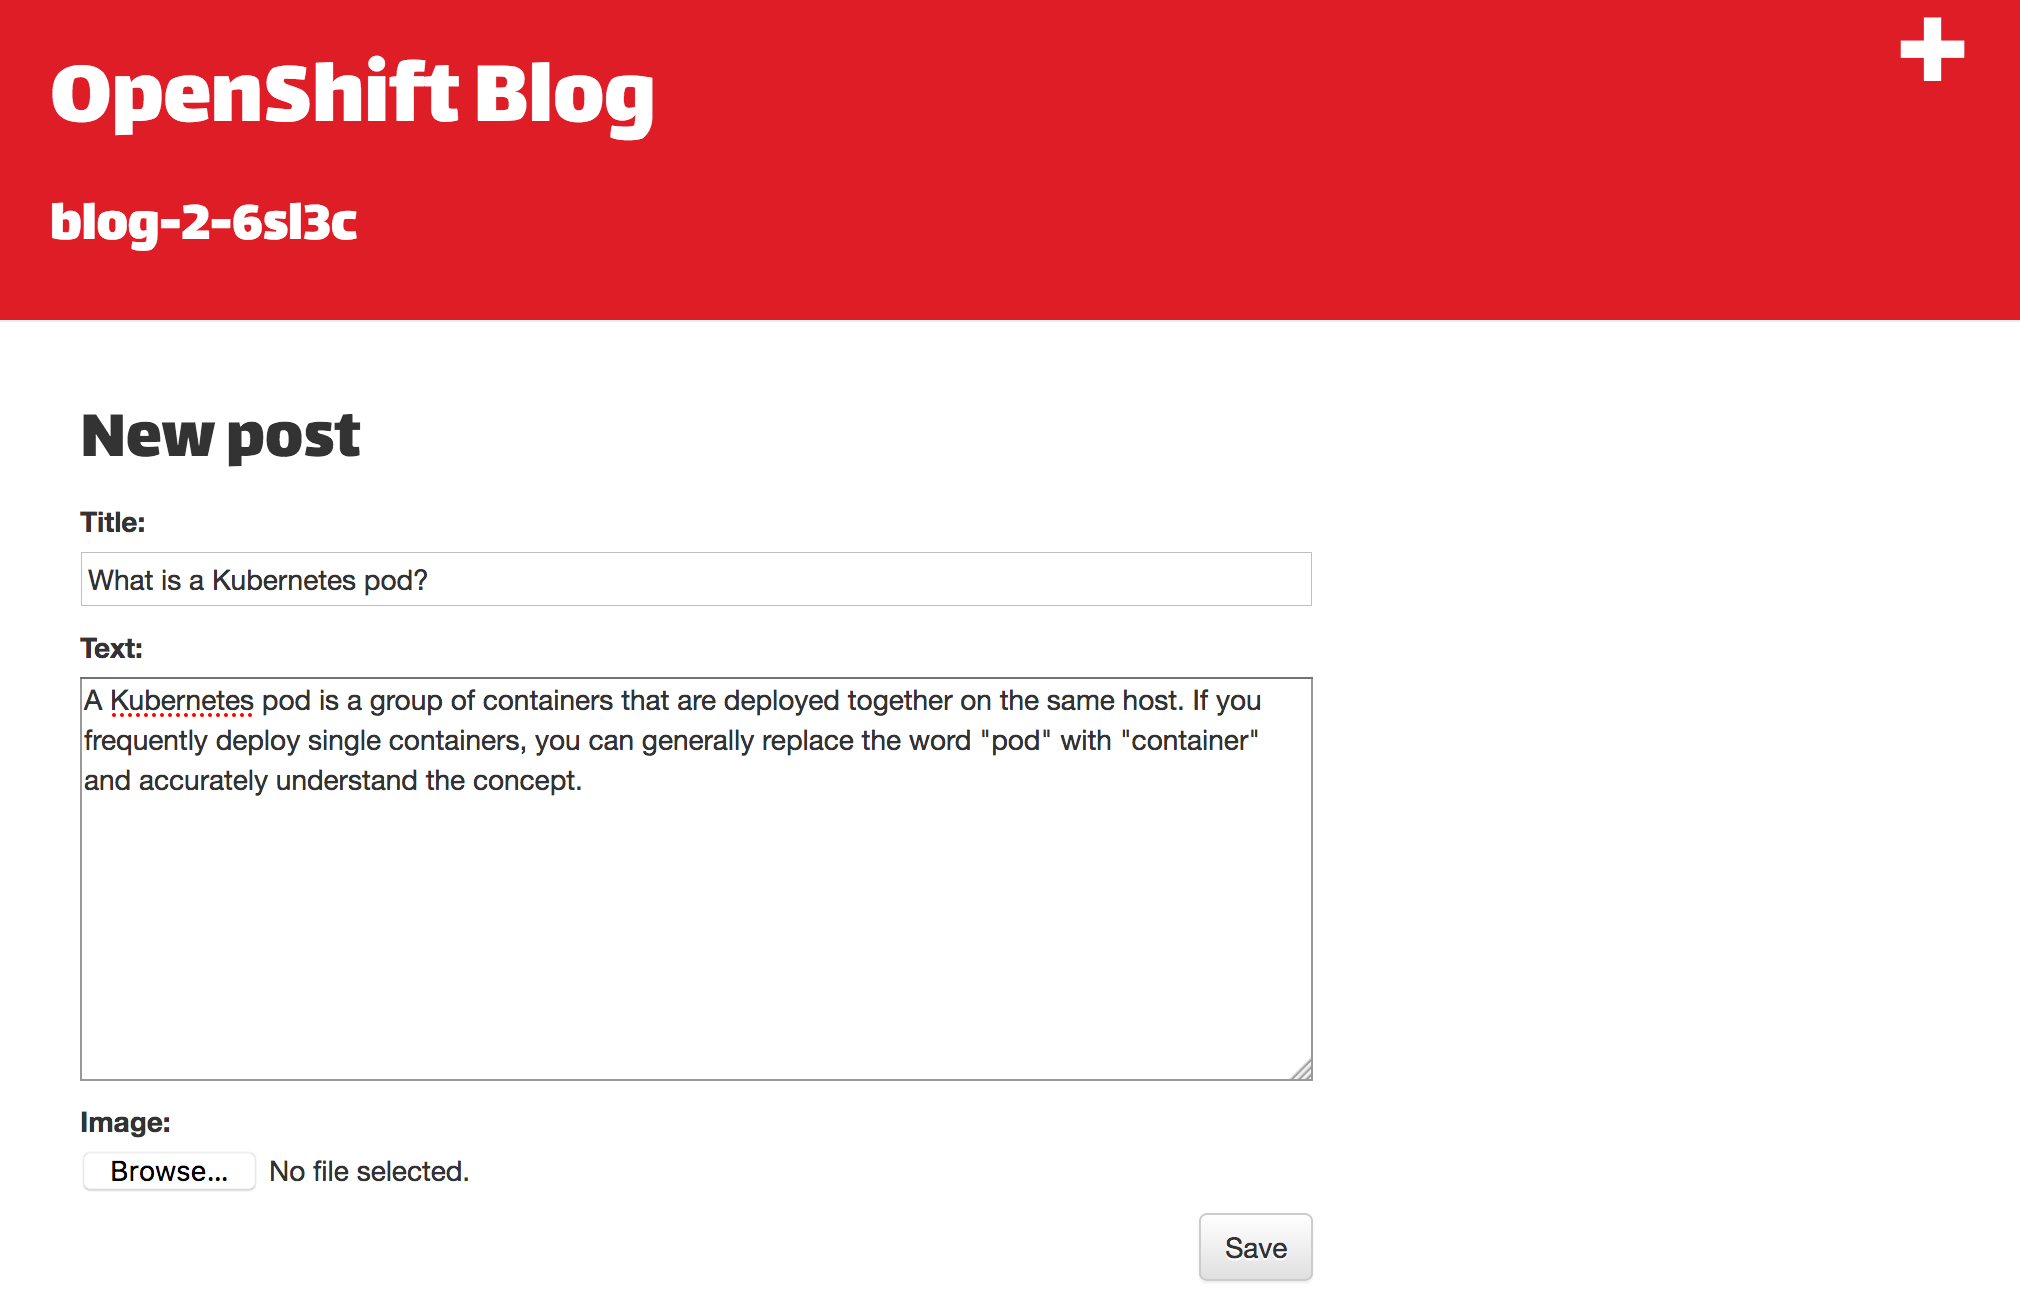 OpenShift Blog
blog-2-6sl3c
New post
Title:
What is a Kubernetes pod?
Text:
A Kubernetes pod is a group of containers that are deployed together on the same host. If you
frequently deploy single containers, you can generally replace the word "pod" with "container"
and accurately understand the concept.
Image:
Browse... No file selected.
Save